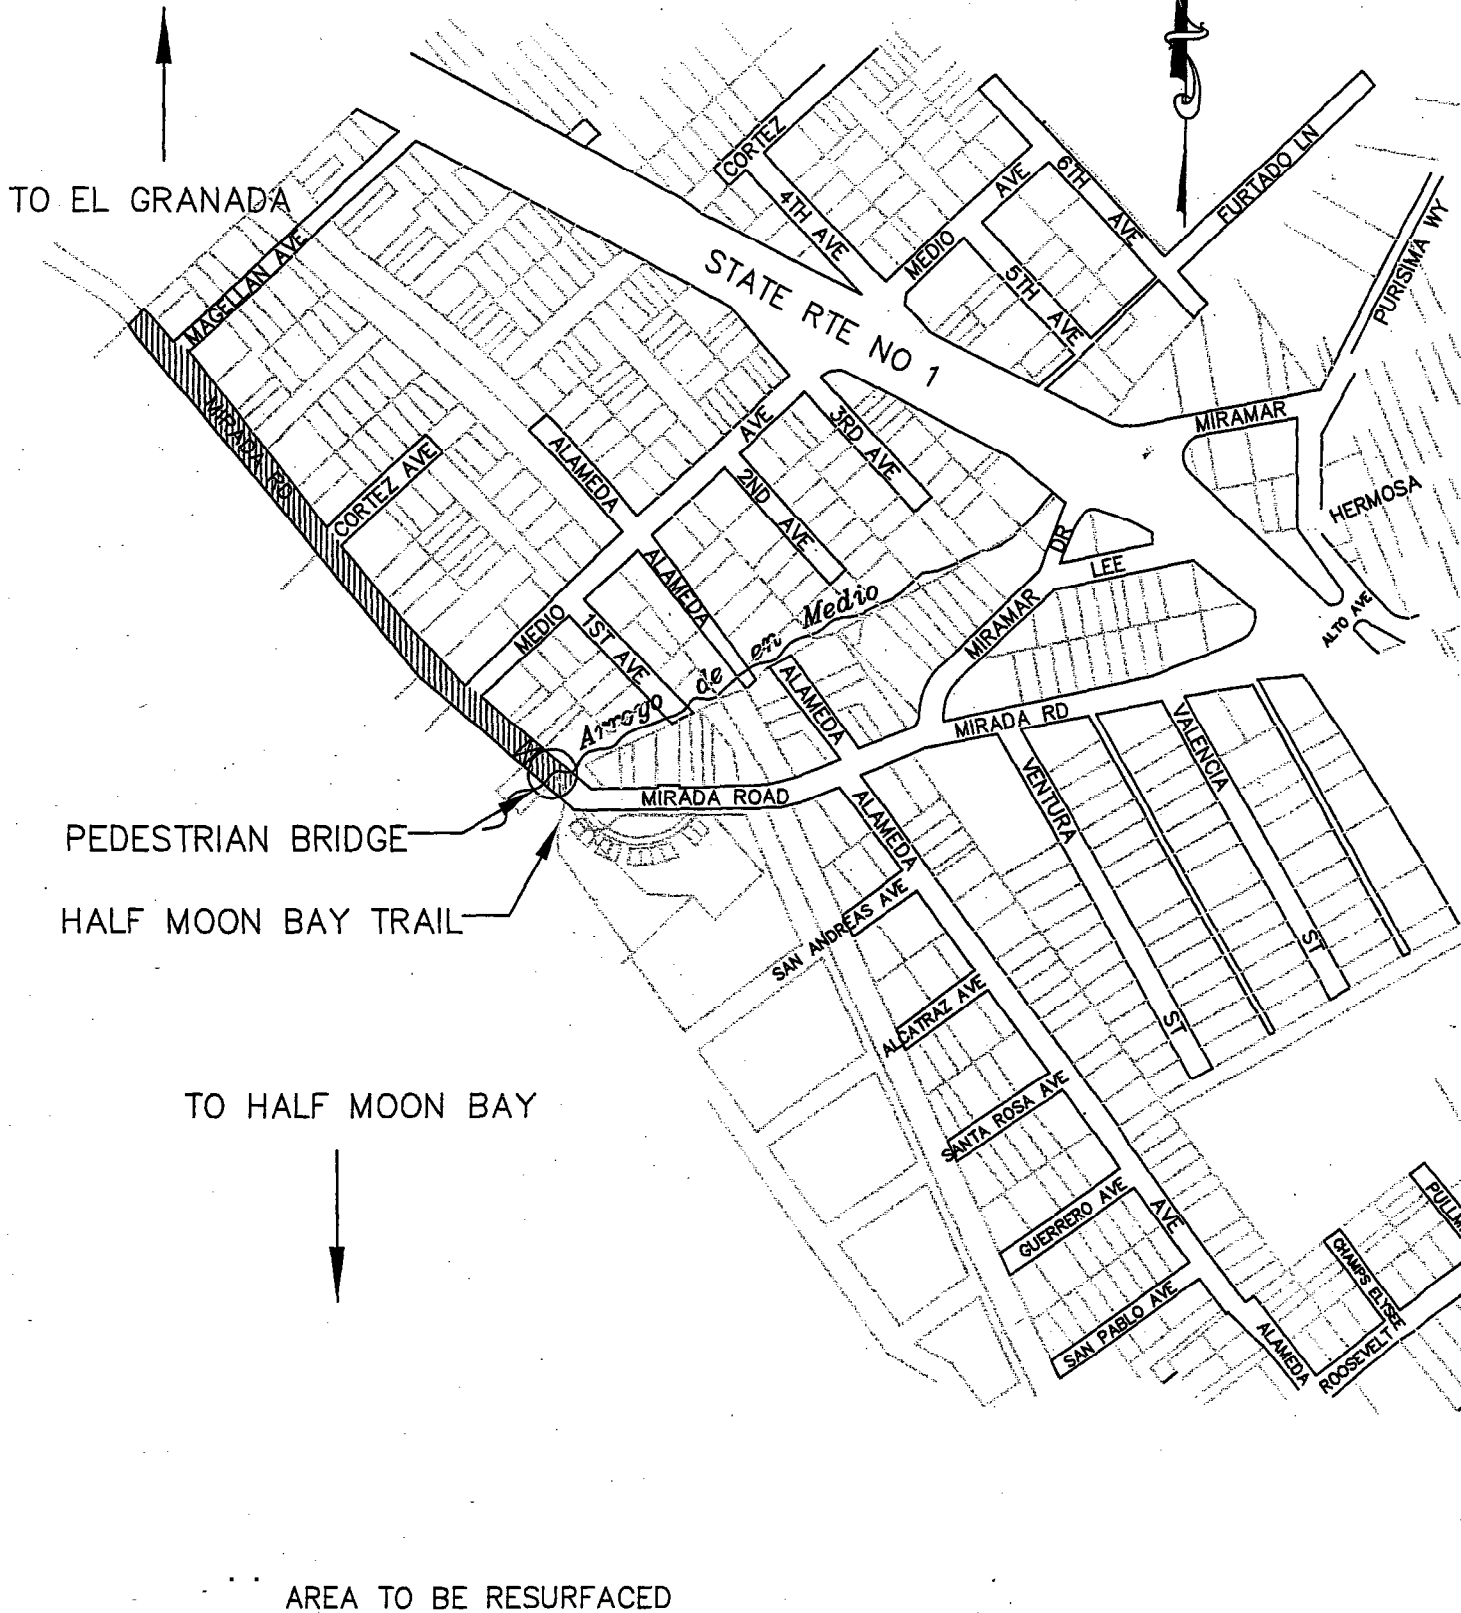 TO EL GRANADA
MAGELLAN AVE
CORTEZ
4TH AVE
MEDIO AVE
6TH AVE
5TH AVE
FURTADO LN
PURISIMA WY
STATE RTE NO 1
MIRAMAR
HERMOSA
ALTO AVE
MIRADA RD
CORTEZ AVE
ALAMEDA
MEDIO AVE
3RD AVE
2ND AVE
ALAMEDA
1ST AVE
Arroyo de en Medio
MIRAMAR DR
LEE
ALAMEDA
MIRADA RD
MIRADA ROAD
VALENCIA ST
VENTURA ST
ALAMEDA AVE
PEDESTRIAN BRIDGE
HALF MOON BAY TRAIL
SAN ANDREAS AVE
ALCATRAZ AVE
SANTA ROSA AVE
GUERRERO AVE
SAN PABLO AVE
TO HALF MOON BAY
CHAMPS ELYSEE
ALAMEDA
ROOSEVELT
AREA TO BE RESURFACED